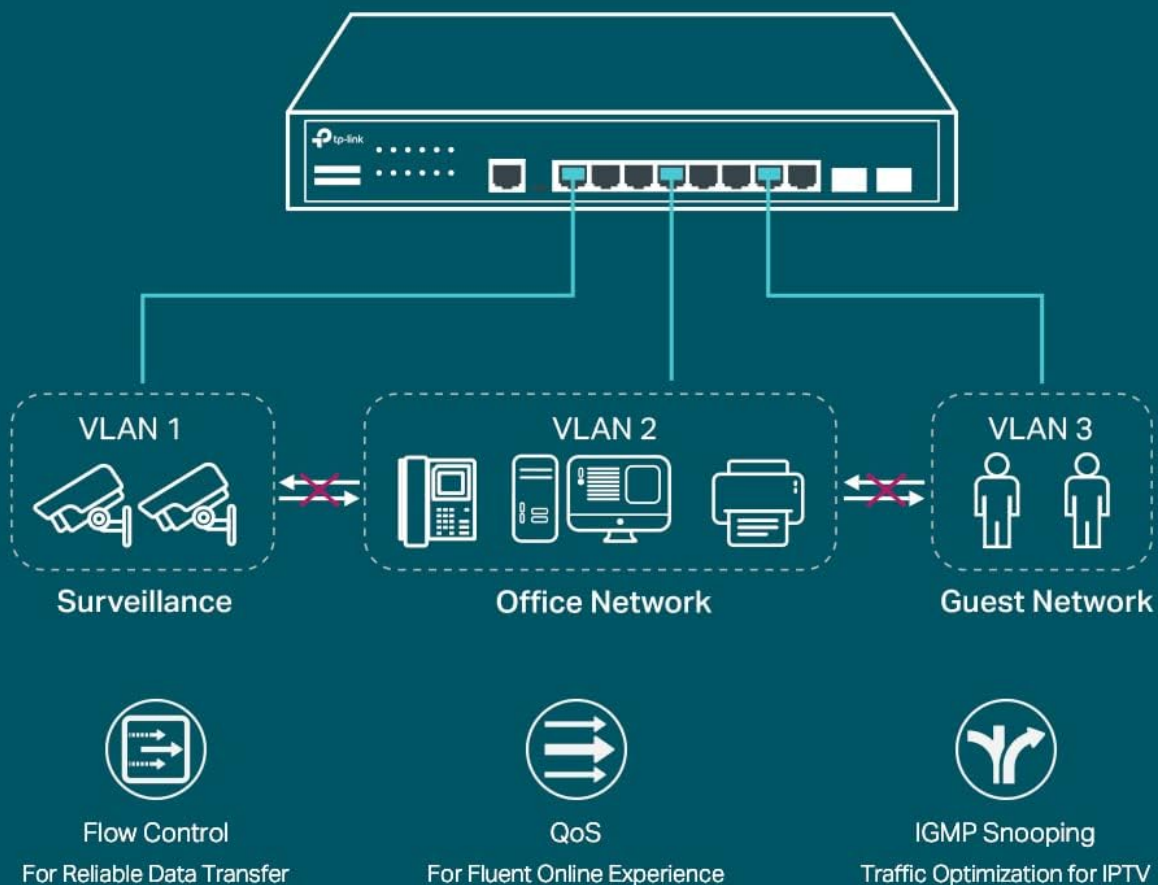 tp-link
VLAN 1
VLAN 2
VLAN 3
Surveillance
Office Network
Guest Network
Flow Control
QoS
IGMP Snooping
For Reliable Data Transfer
For Fluent Online Experience
Traffic Optimization for IPTV